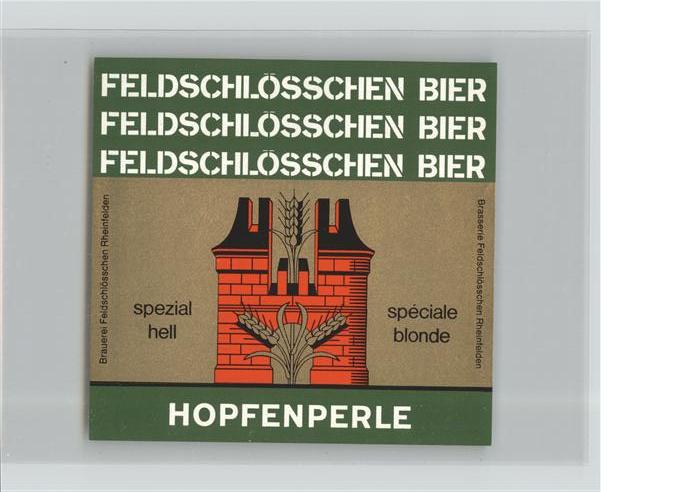 FELDSCHLÖSSCHEN BIER
FELDSCHLÖSSCHEN BIER
FELDSCHLÖSSCHEN BIER
Brauerei Feldschlösschen Rheinfelden
spezial
hell
spéciale
blonde
Brasserie Feldschlösschen Rheinfelden
HOPFENPERLE